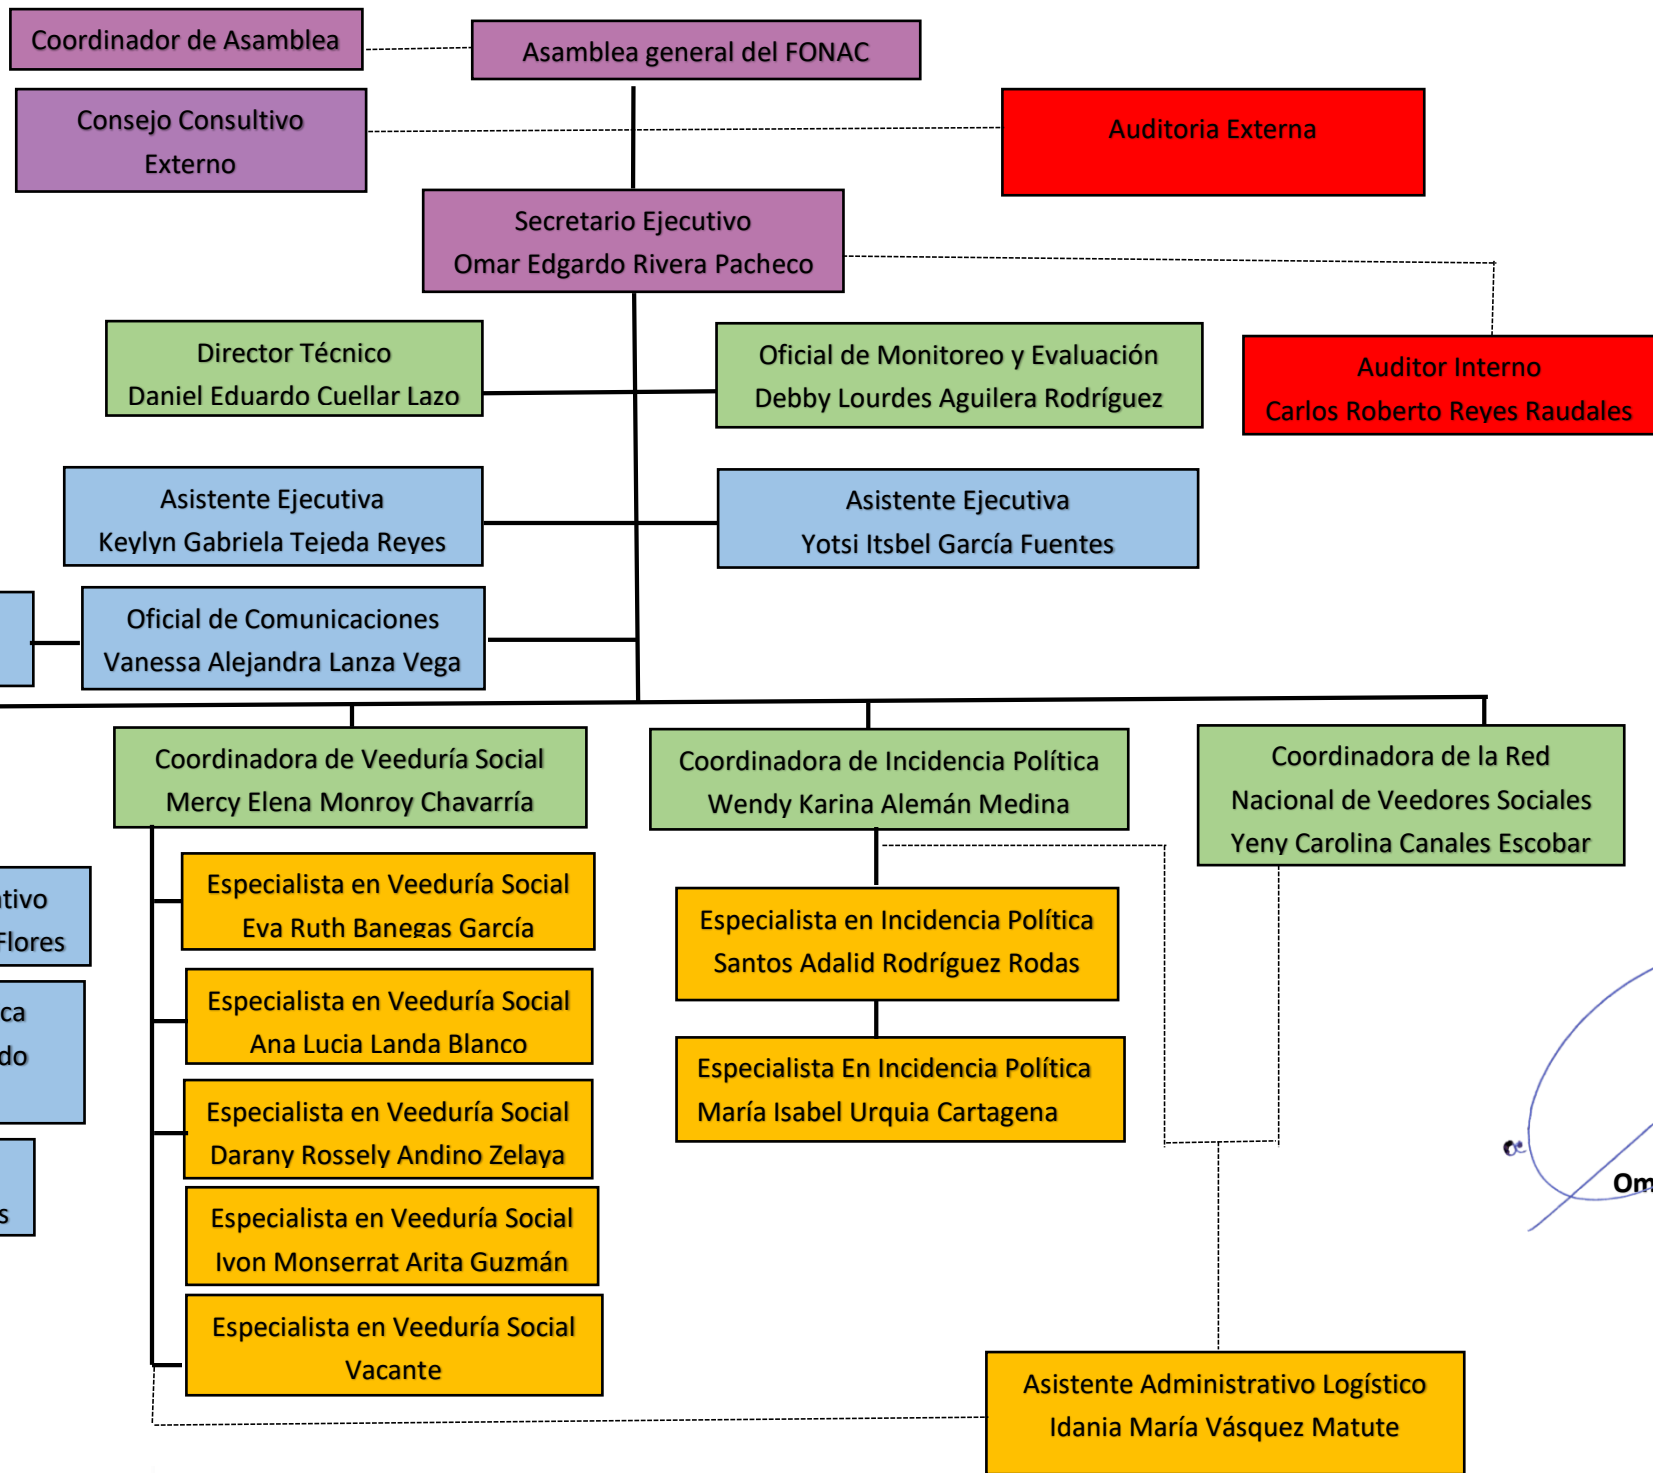 Coordinador de Asamblea
Asamblea general del FONAC
Consejo Consultivo
Externo
Auditoria Externa
Secretario Ejecutivo
Omar Edgardo Rivera Pacheco
Director Técnico
Daniel Eduardo Cuellar Lazo
Oficial de Monitoreo y Evaluación
Debby Lourdes Aguilera Rodríguez
Auditor Interno
Carlos Roberto Reyes Raudales
Asistente Ejecutiva
Keylyn Gabriela Tejeda Reyes
Asistente Ejecutiva
Yotsi Itsbel García Fuentes
Oficial de Comunicaciones
Vanessa Alejandra Lanza Vega
Coordinadora de Veeduría Social
Mercy Elena Monroy Chavarría
Coordinadora de Incidencia Política
Wendy Karina Alemán Medina
Coordinadora de la Red
Nacional de Veedores Sociales
Yeny Carolina Canales Escobar
tivo
Flores
ca
do
s
Especialista en Veeduría Social
Eva Ruth Banegas García
Especialista en Veeduría Social
Ana Lucia Landa Blanco
Especialista en Veeduría Social
Darany Rossely Andino Zelaya
Especialista en Veeduría Social
Ivon Monserrat Arita Guzmán
Especialista en Veeduría Social
Vacante
Especialista en Incidencia Política
Santos Adalid Rodríguez Rodas
Especialista En Incidencia Política
María Isabel Urquia Cartagena
Om
Asistente Administrativo Logístico
Idania María Vásquez Matute